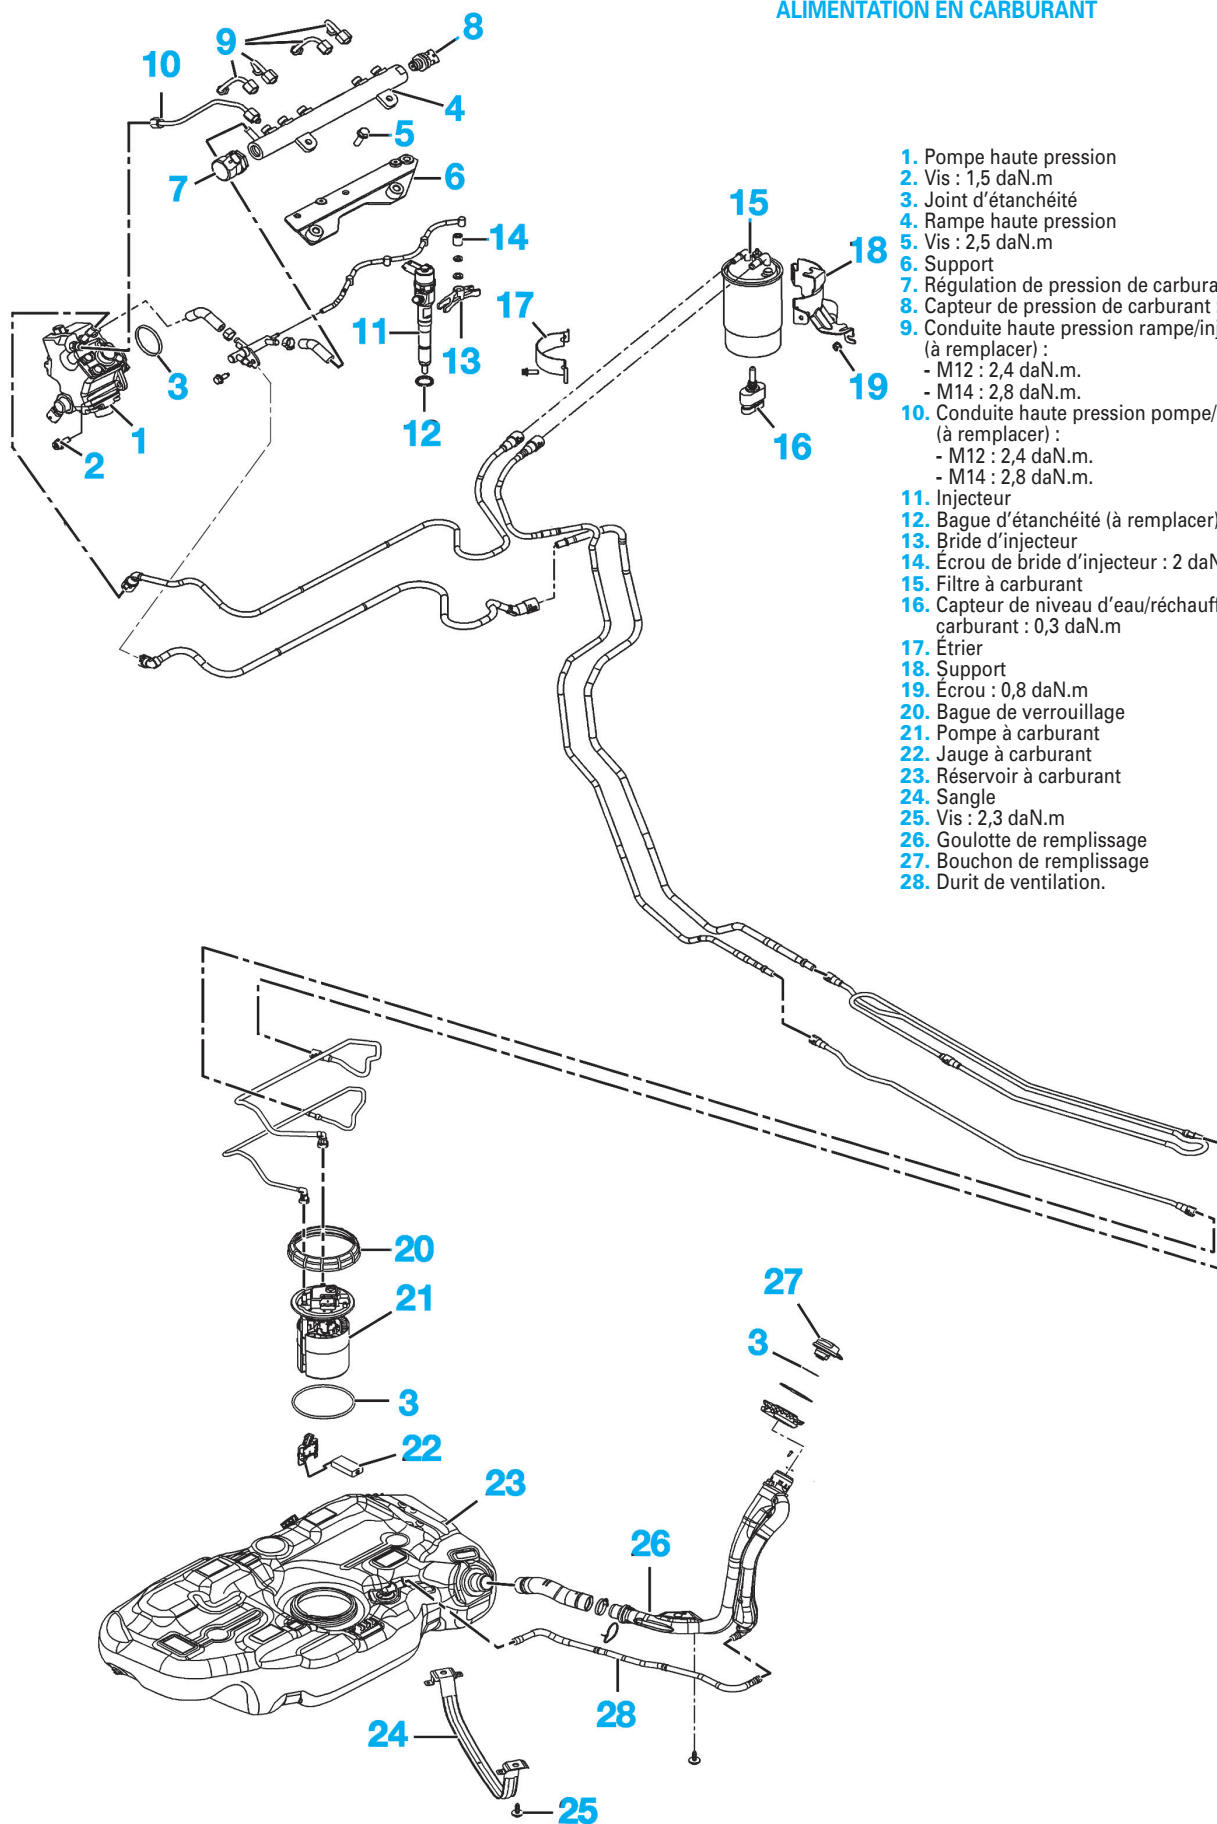 ALIMENTATION EN CARBURANT
1. Pompe haute pression
2. Vis : 1,5 daN.m
3. Joint d’étanchéité
4. Rampe haute pression
5. Vis : 2,5 daN.m
6. Support
7. Régulation de pression de
8. Capteur de pression de carburant :
9. Conduite haute pression
(à remplacer) :
- M12 : 2,4 daN.m.
- M14 : 2,8 daN.m.
10. Conduite haute pression pompe/
(à remplacer) :
- M12 : 2,4 daN.m.
- M14 : 2,8 daN.m.
11. Injecteur
12. Bague d’étanchéité (à remplacer)
13. Bride d’injecteur
14. Écrou de bride d’injecteur : 2
15. Filtre à carburant
16. Capteur de niveau
carburant : 0,3 daN.m
17. Étrier
18. Support
19. Écrou : 0,8 daN.m
20. Bague de verrouillage
21. Pompe à carburant
22. Jauge à carburant
23. Réservoir à carburant
24. Sangle
25. Vis : 2,3 daN.m
26. Goulotte de remplissage
27. Bouchon de remplissage
28. Durit de ventilation.
8
9
10
4
5
7
6
15
14
18
17
11
3
13
19
1
12
16
2
20
27
21
3
3
22
23
26
28
24
25